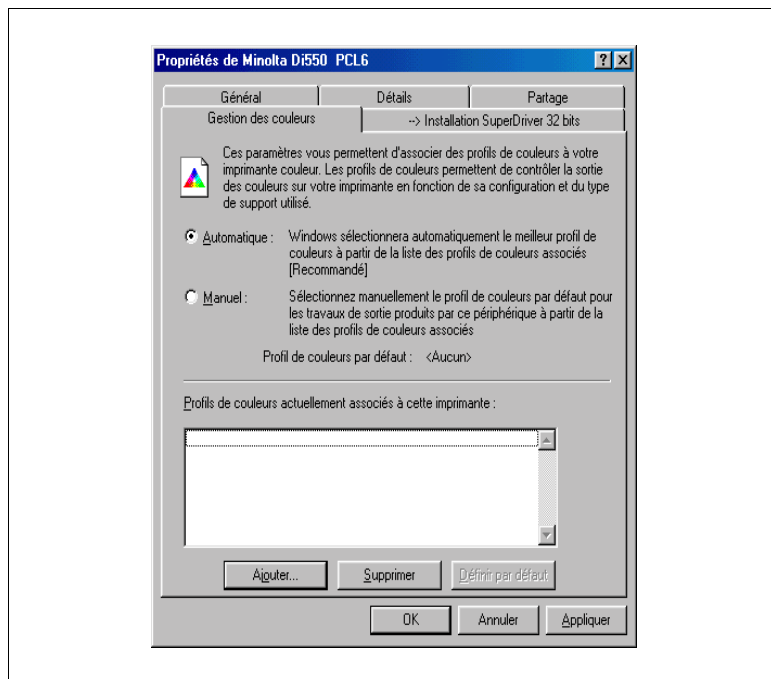 Propriétés de Minolta Di550 PCL6
Général Détails Partage
Gestion des couleurs --> Installation SuperDriver 32 bits
Ces paramètres vous permettent d'associer des profils de couleurs à votre
imprimante couleur. Les profils de couleurs permettent de contrôler la sortie
des couleurs sur votre imprimante en fonction de sa configuration et du type
de support utilisé.
Automatique : Windows sélectionnera automatiquement le meilleur profil de
couleurs à partir de la liste des profils de couleurs associés
[Recommandé]
Manuel : Sélectionnez manuellement le profil de couleurs par défaut pour
les travaux de sortie produits par ce périphérique à partir de la
liste des profils de couleurs associés
Profil de couleurs par défaut : <Aucun>
Profils de couleurs actuellement associés à cette imprimante :
Ajouter... Supprimer Définir par défaut
OK Annuler Appliquer